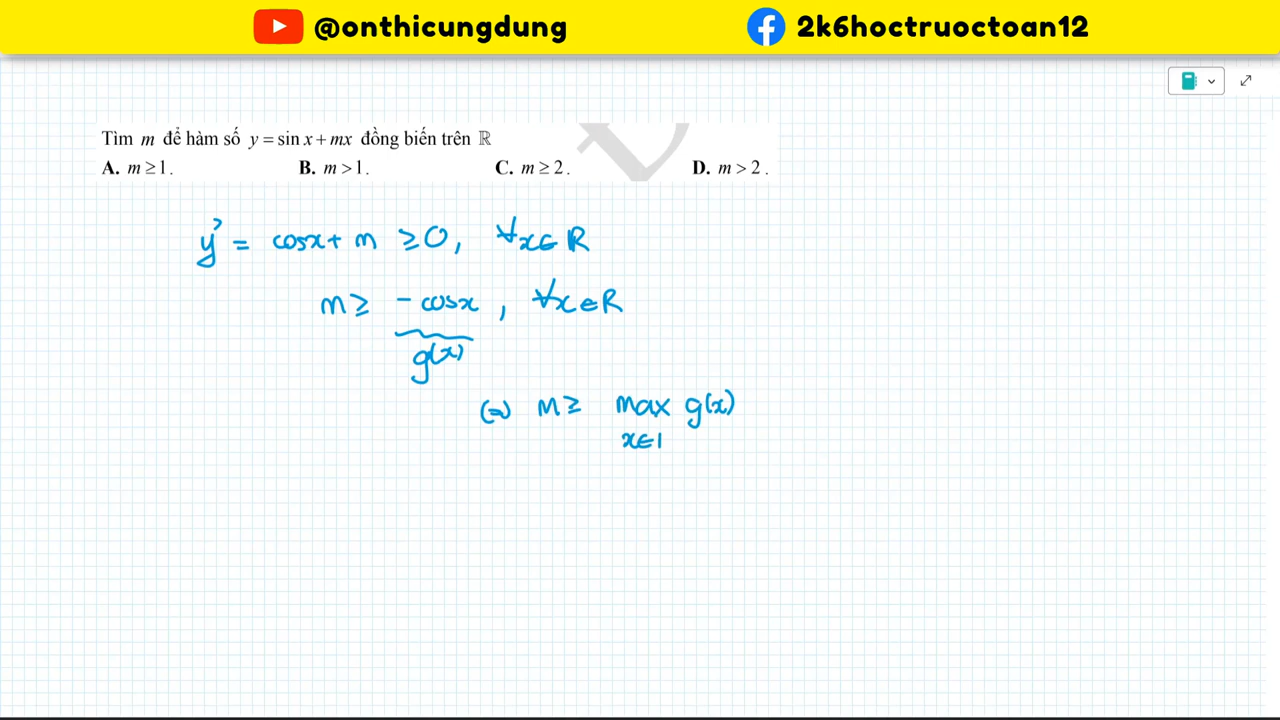 @onthicungdung 2k6hoctruoctoan12
Tìm m để hàm số y = sin x + mx đồng biến trên ℝ
A. m ≥ 1. B. m > 1. C. m ≥ 2. D. m > 2.
y' = cosx + m ≥ 0, ∀x∈R
m ≥ - cosx, ∀x∈R
g(x)
(=) m ≥ max g(x)
x∈1